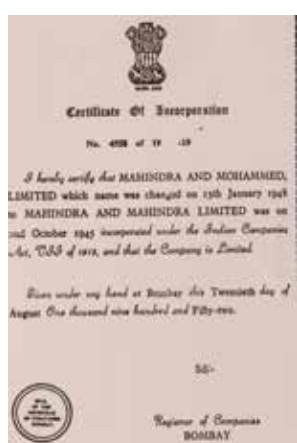 Certificate Of Incorporation
No. 4558 of 19 -19
I hereby certify that MAHINDRA AND MOHAMMED,
LIMITED which name was changed on 13th January 1948
to MAHINDRA AND MAHINDRA LIMITED was on
2nd October 1945 incorporated under the Indian Companies
Act, VII of 1913, and that the Company is Limited.
Given under my hand at Bombay this Twentieth day of
August One thousand nine hundred and Fifty-two.
Sd/-
Registrar of Companies
BOMBAY